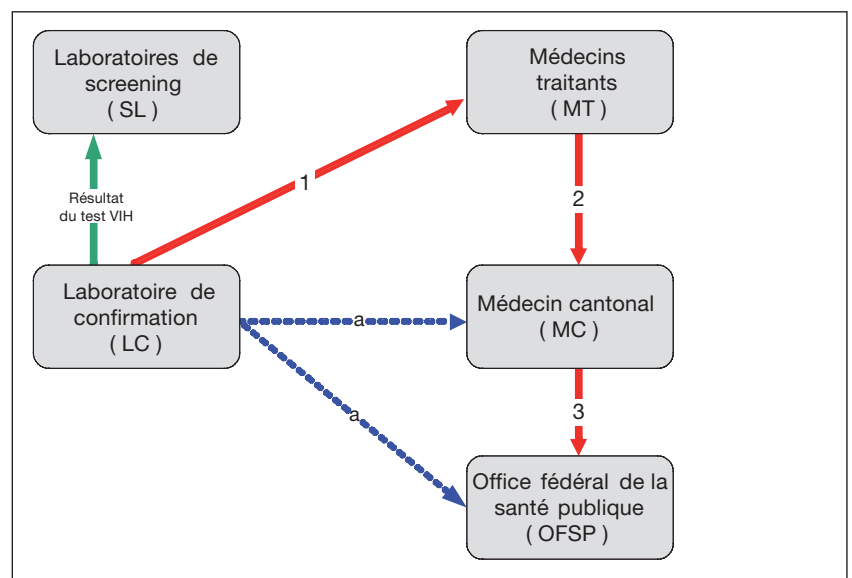 Laboratoires de
screening
( SL )
Médecins
traitants
( MT )
1
Résultat
du test VIH
2
Laboratoire de
confirmation
( LC )
a
Médecin cantonal
( MC )
a
3
Office fédéral de la
santé publique
( OFSP )